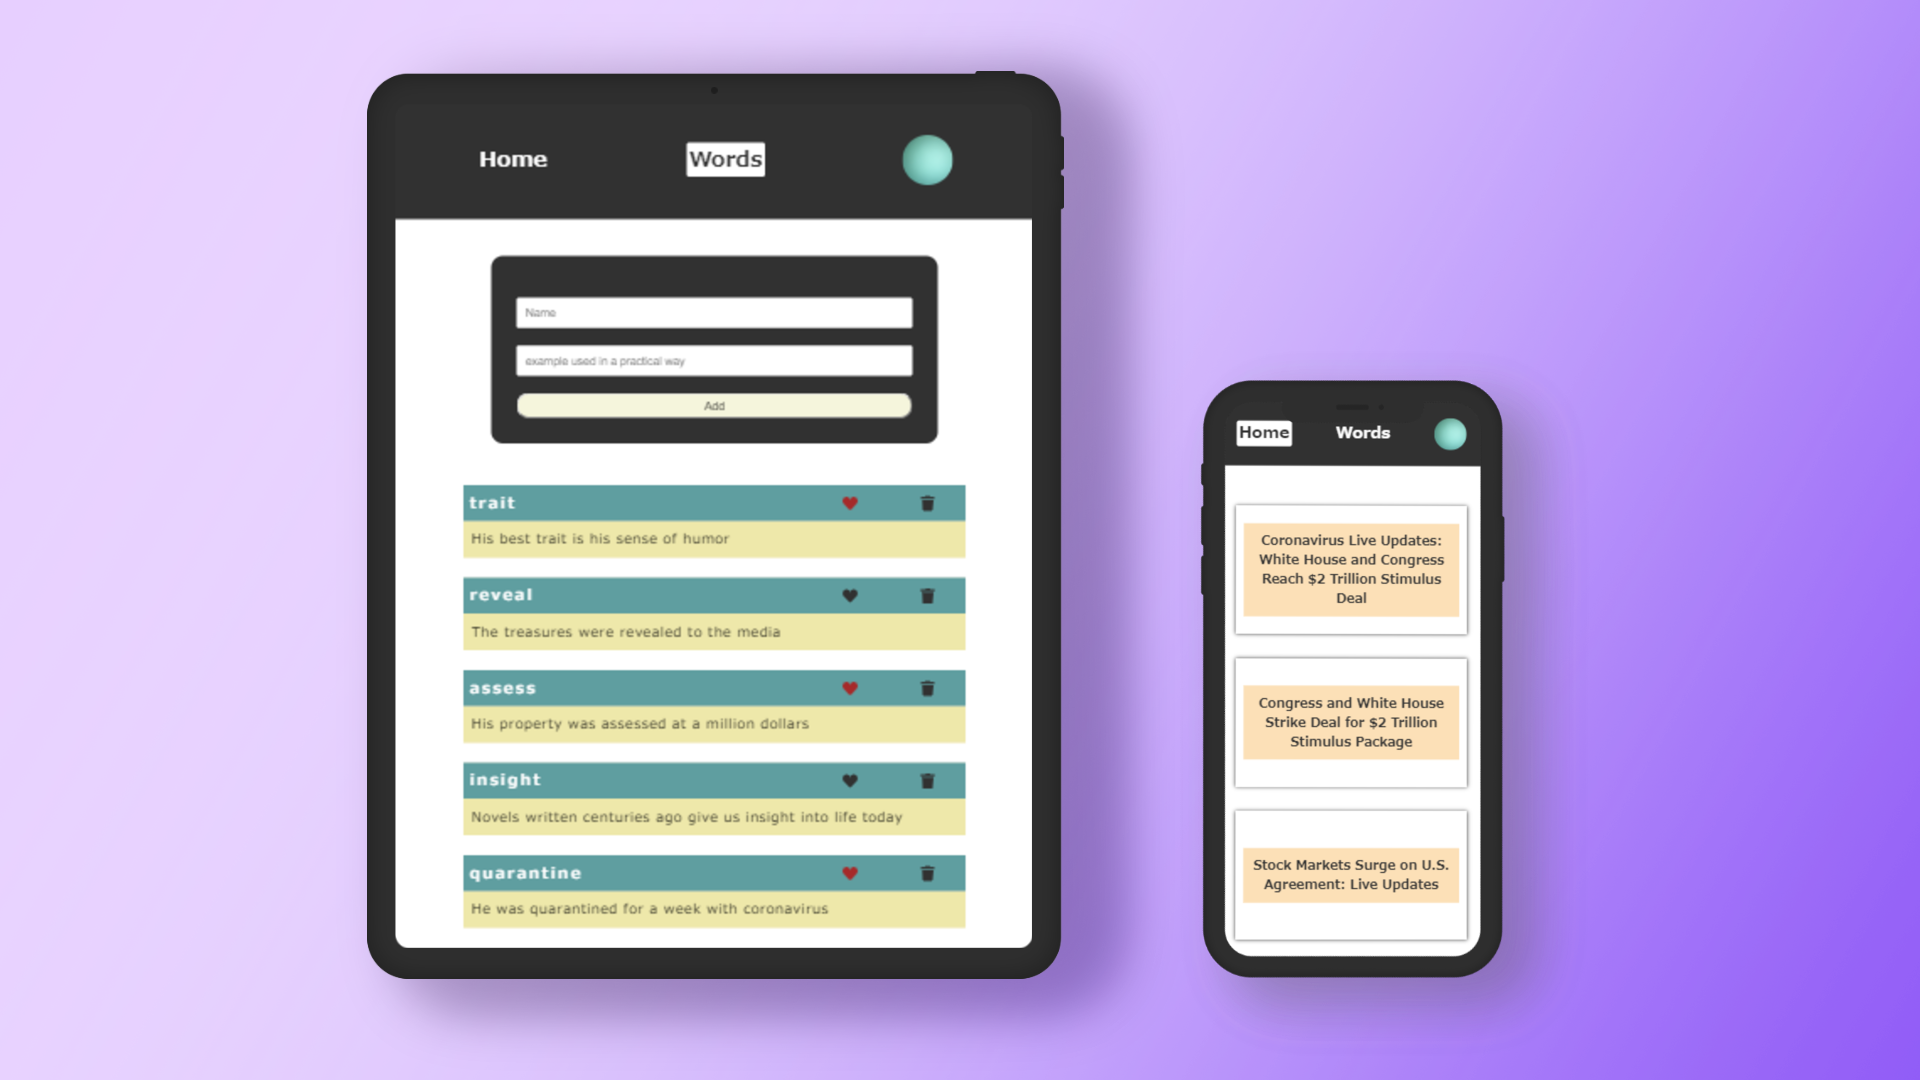 Home Words
Name
example used in a practical way
Add
trait
His best trait is his sense of humor
reveal
The treasures were revealed to the media
assess
His property was assessed at a million dollars
insight
Novels written centuries ago give us insight into life today
quarantine
He was quarantined for a week with coronavirus
Home Words
Coronavirus Live Updates:
White House and Congress
Reach $2 Trillion Stimulus
Deal
Congress and White House
Strike Deal for $2 Trillion
Stimulus Package
Stock Markets Surge on U.S.
Agreement: Live Updates